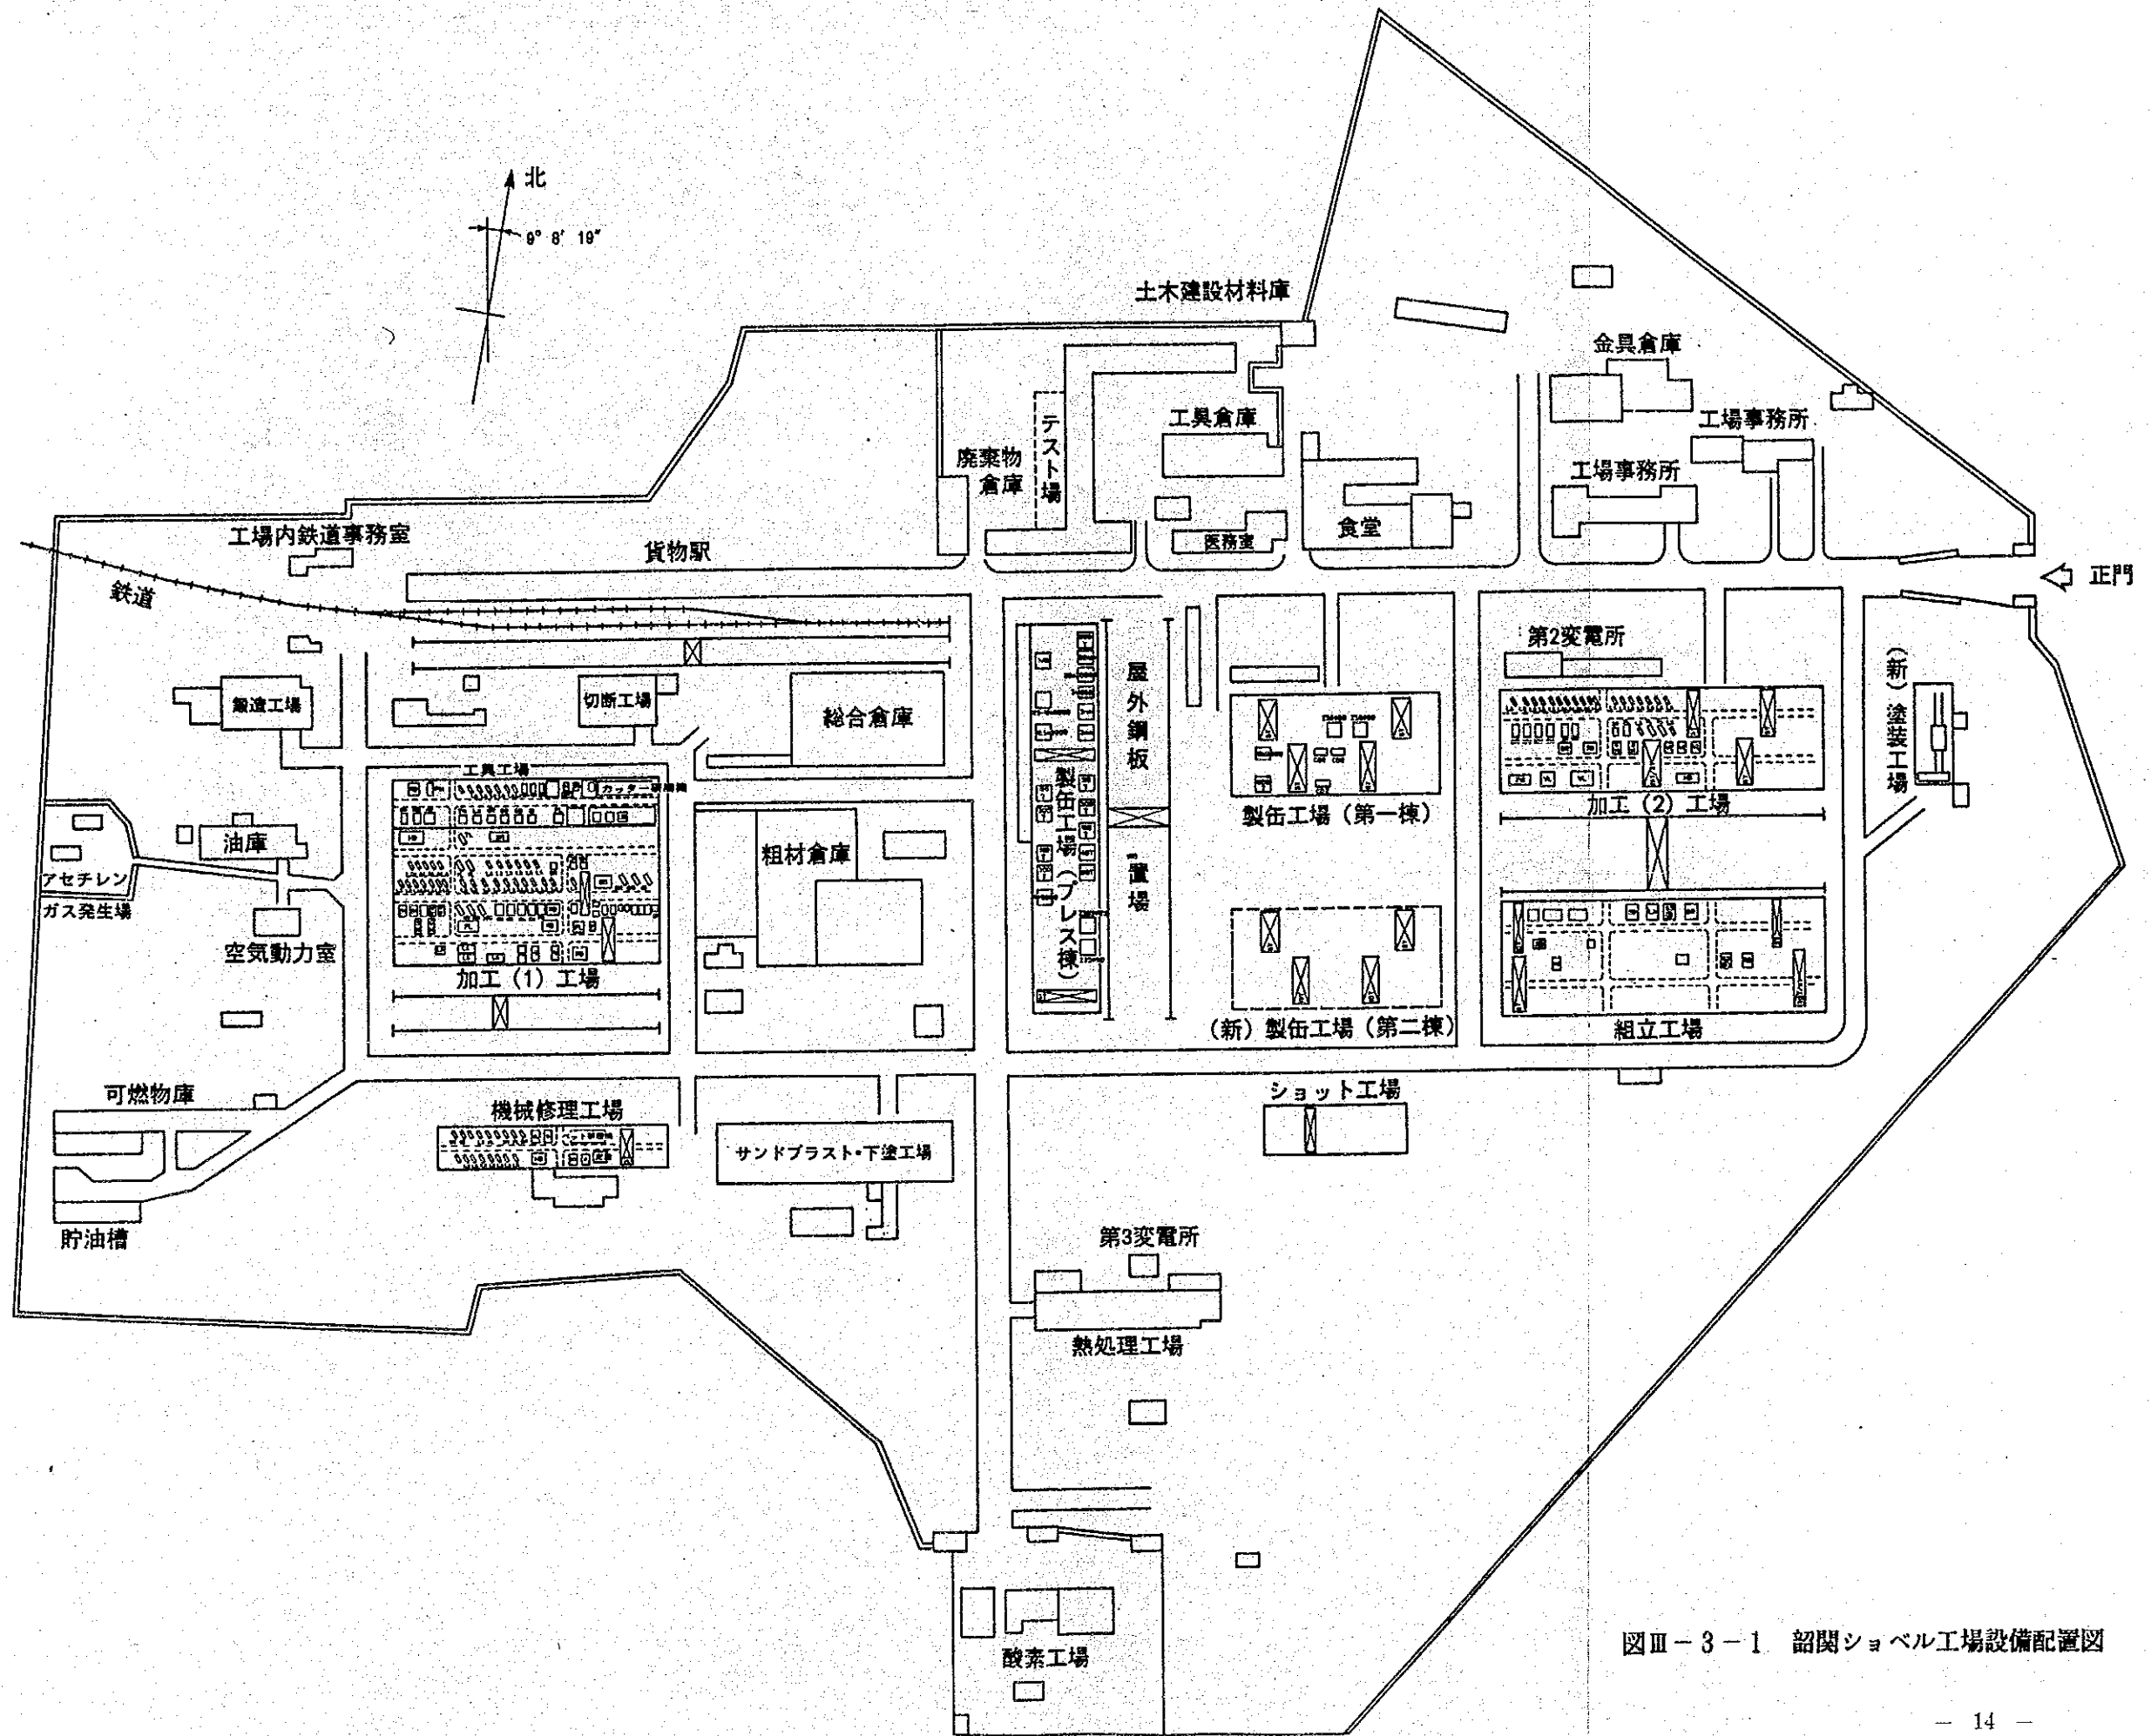 北
9° 8′ 19″
土木建設材料庫
金具倉庫
工場事務所
工具倉庫
テスト場
廃棄物
倉庫
工場事務所
食堂
医務室
工場内鉄道事務室
貨物駅
鉄道
正門
第2変電所
(新)塗装工場
屋外鋼板
置場
鍛造工場
切断工場
総合倉庫
工具工場
製缶工場(プレス棟)
製缶工場(第一棟)
加工(2)工場
油庫
粗材倉庫
アセチレン
ガス発生場
空気動力室
加工(1)工場
(新)製缶工場(第二棟)
組立工場
可燃物庫
機械修理工場
ショット工場
サンドブラスト・下塗工場
貯油槽
第3変電所
熱処理工場
酸素工場
図Ⅲ-3-1 韶関ショベル工場設備配置図
— 14 —